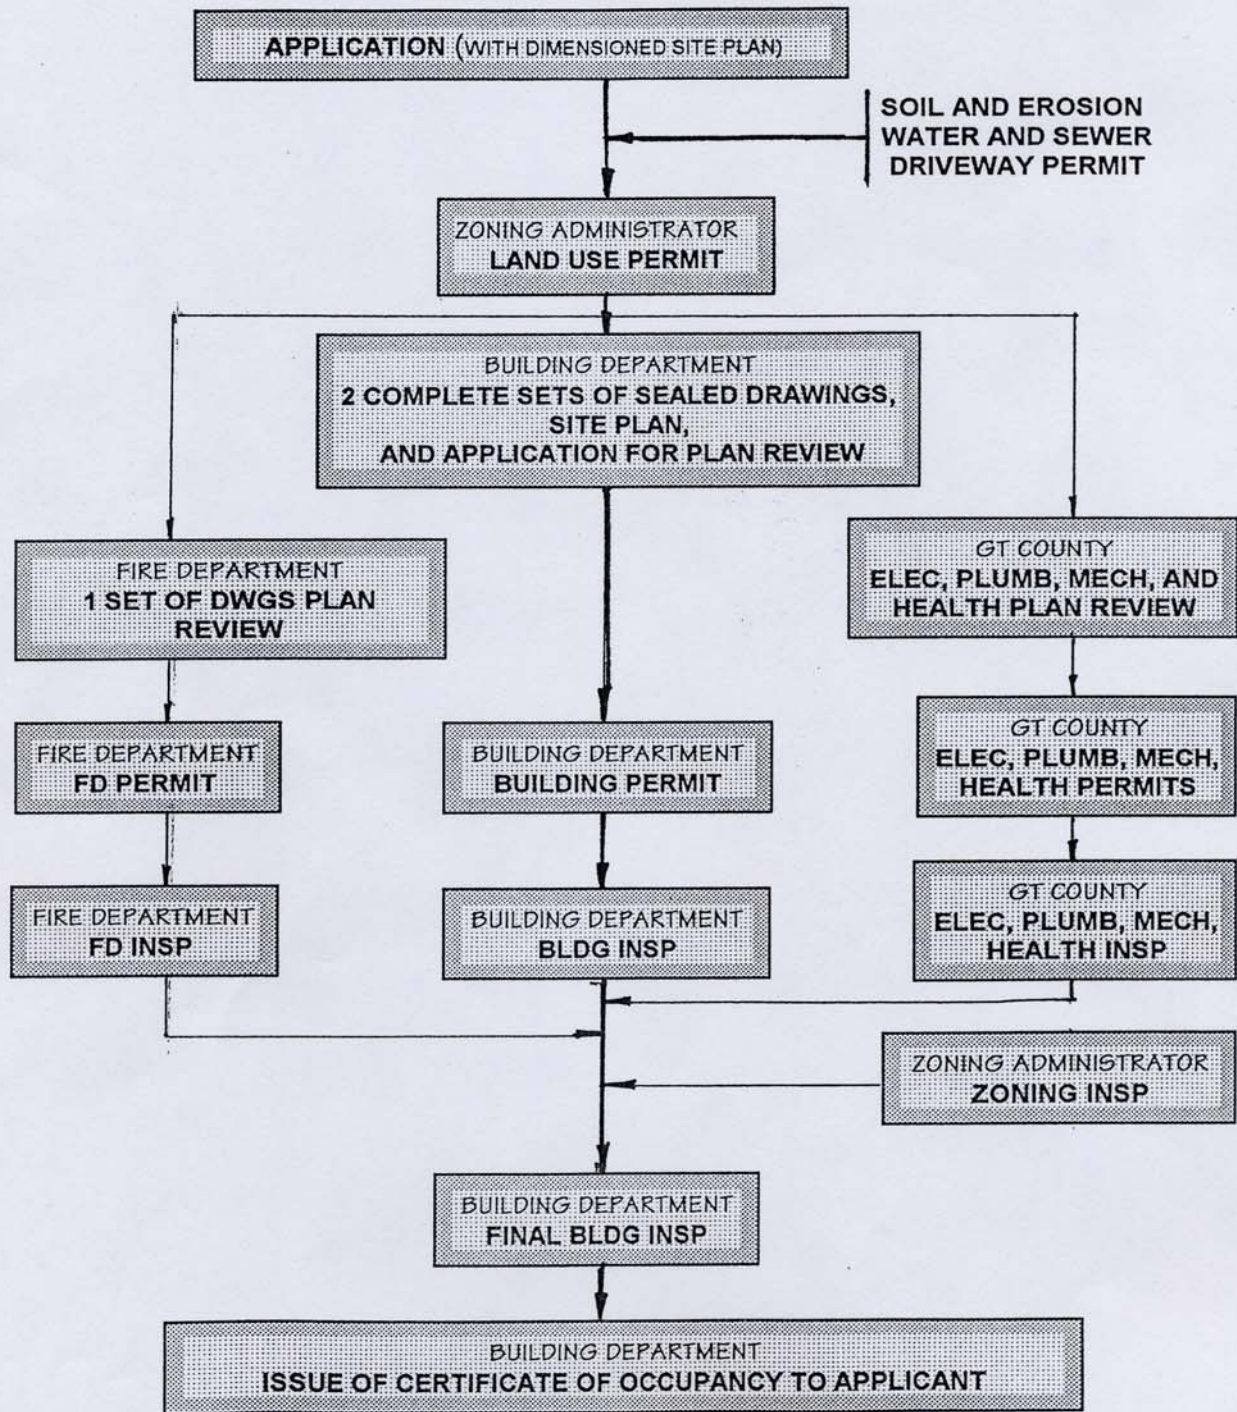 APPLICATION (WITH DIMENSIONED SITE PLAN)
SOIL AND EROSION
WATER AND SEWER
DRIVEWAY PERMIT
ZONING ADMINISTRATOR
LAND USE PERMIT
BUILDING DEPARTMENT
2 COMPLETE SETS OF SEALED DRAWINGS,
SITE PLAN,
AND APPLICATION FOR PLAN REVIEW
FIRE DEPARTMENT
1 SET OF DWGS PLAN
REVIEW
GT COUNTY
ELEC, PLUMB, MECH, AND
HEALTH PLAN REVIEW
FIRE DEPARTMENT
FD PERMIT
BUILDING DEPARTMENT
BUILDING PERMIT
GT COUNTY
ELEC, PLUMB, MECH,
HEALTH PERMITS
FIRE DEPARTMENT
FD INSP
BUILDING DEPARTMENT
BLDG INSP
GT COUNTY
ELEC, PLUMB, MECH,
HEALTH INSP
ZONING ADMINISTRATOR
ZONING INSP
BUILDING DEPARTMENT
FINAL BLDG INSP
BUILDING DEPARTMENT
ISSUE OF CERTIFICATE OF OCCUPANCY TO APPLICANT